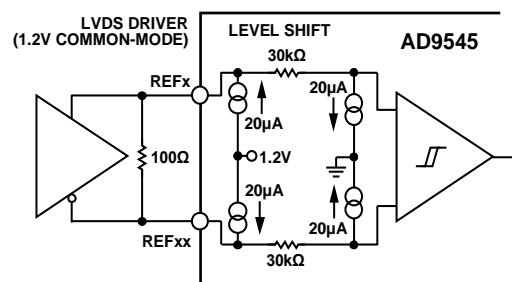 LVDS DRIVER
(1.2V COMMON-MODE)
LEVEL SHIFT
AD9545
30kΩ
REFx
20µA
20µA
100Ω
1.2V
20µA
20µA
REFxx
30kΩ